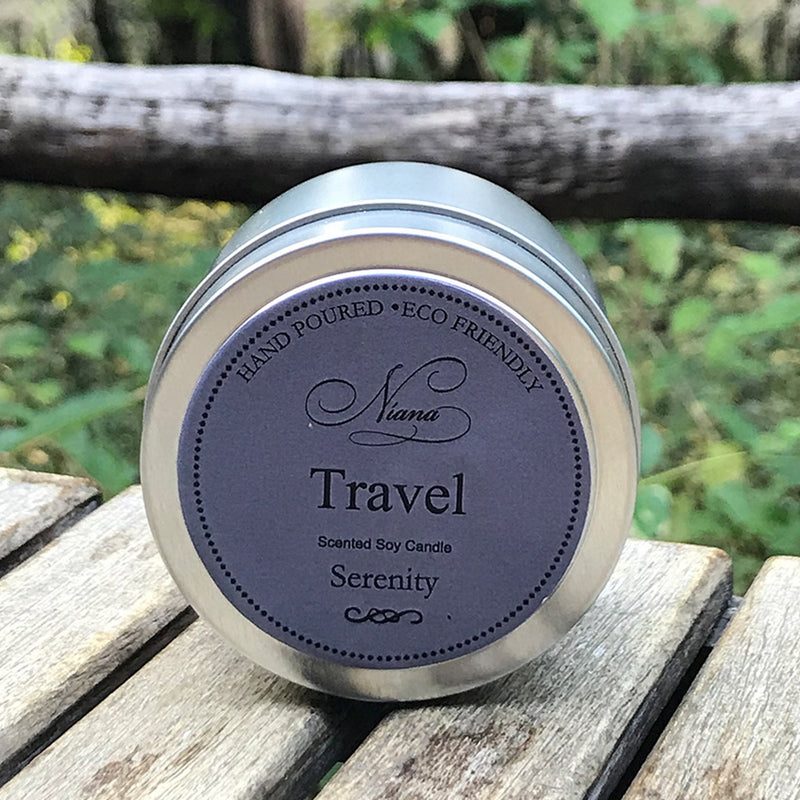 HAND POURED • ECO FRIENDLY
Niana
Travel
Scented Soy Candle
Serenity